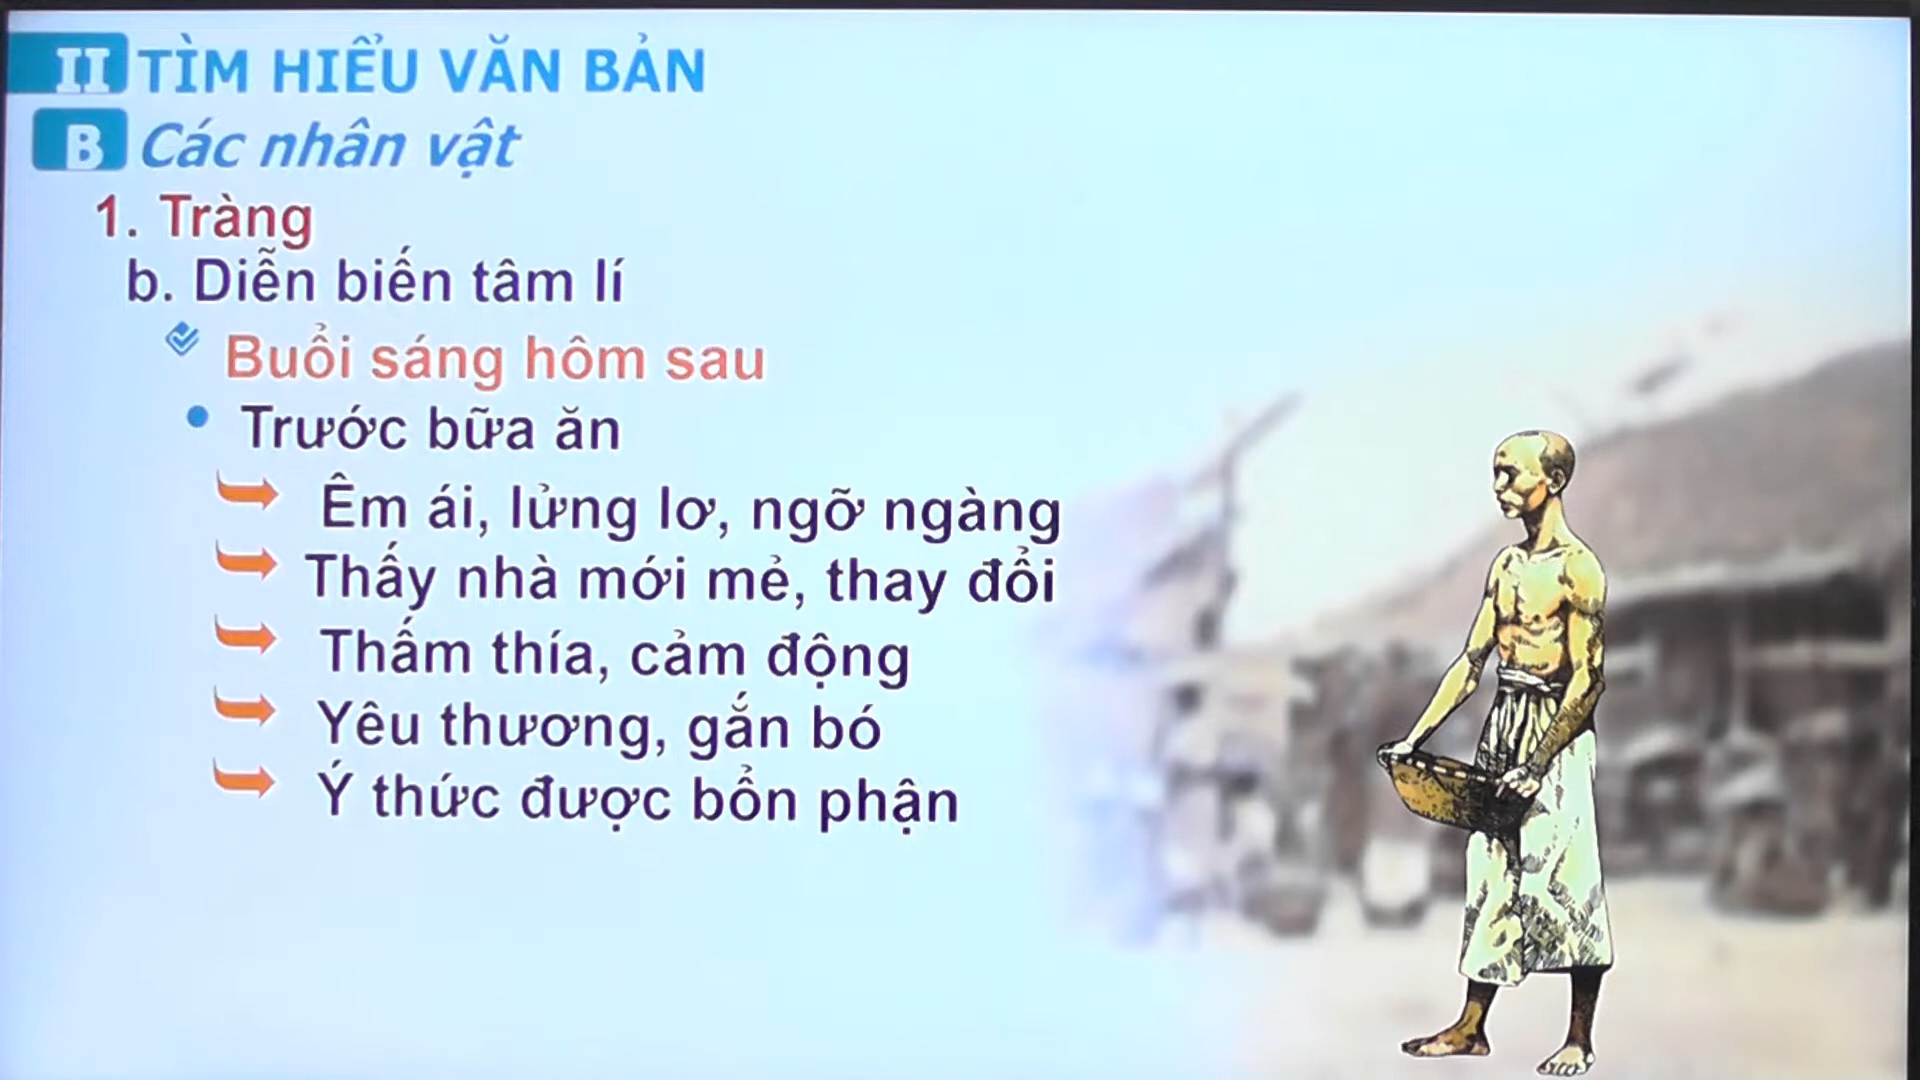 II TÌM HIỂU VĂN BẢN
B Các nhân vật
1. Tràng
b. Diễn biến tâm lí
Buổi sáng hôm sau
Trước bữa ăn
Êm ái, lửng lơ, ngỡ ngàng
Thấy nhà mới mẻ, thay đổi
Thấm thía, cảm động
Yêu thương, gắn bó
Ý thức được bổn phận